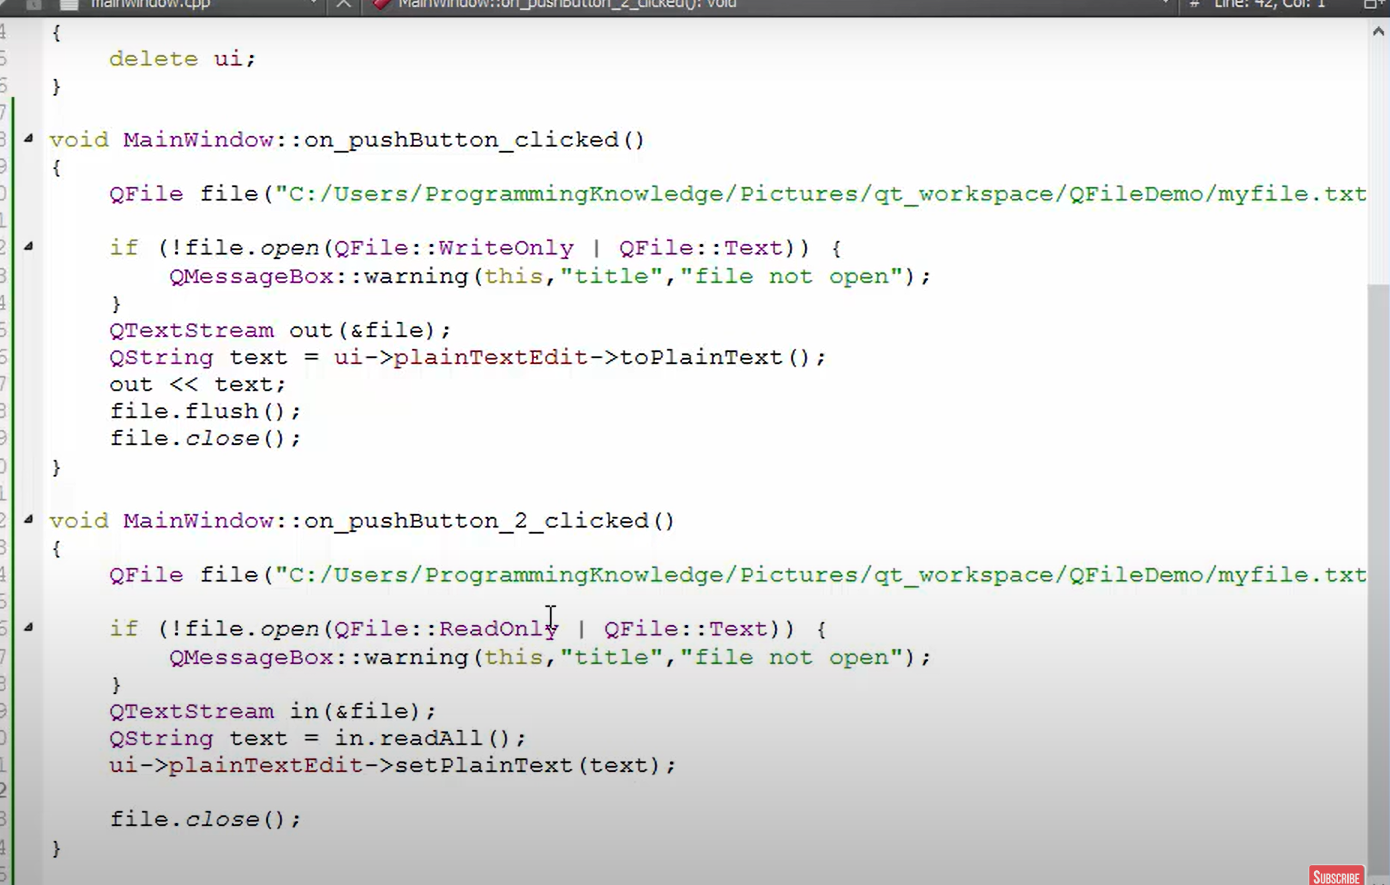 mainwindow.cpp MainWindow::on_pushButton_2_clicked(): void # Line: 42, Col: 1
{
delete ui;
}
void MainWindow::on_pushButton_clicked()
{
QFile file("C:/Users/ProgrammingKnowledge/Pictures/qt_workspace/QFileDemo/myfile.txt
if (!file.open(QFile::WriteOnly | QFile::Text)) {
QMessageBox::warning(this,"title","file not open");
}
QTextStream out(&file);
QString text = ui->plainTextEdit->toPlainText();
out << text;
file.flush();
file.close();
}
void MainWindow::on_pushButton_2_clicked()
{
QFile file("C:/Users/ProgrammingKnowledge/Pictures/qt_workspace/QFileDemo/myfile.txt
if (!file.open(QFile::ReadOnly | QFile::Text)) {
QMessageBox::warning(this,"title","file not open");
}
QTextStream in(&file);
QString text = in.readAll();
ui->plainTextEdit->setPlainText(text);
file.close();
}
SUBSCRIBE